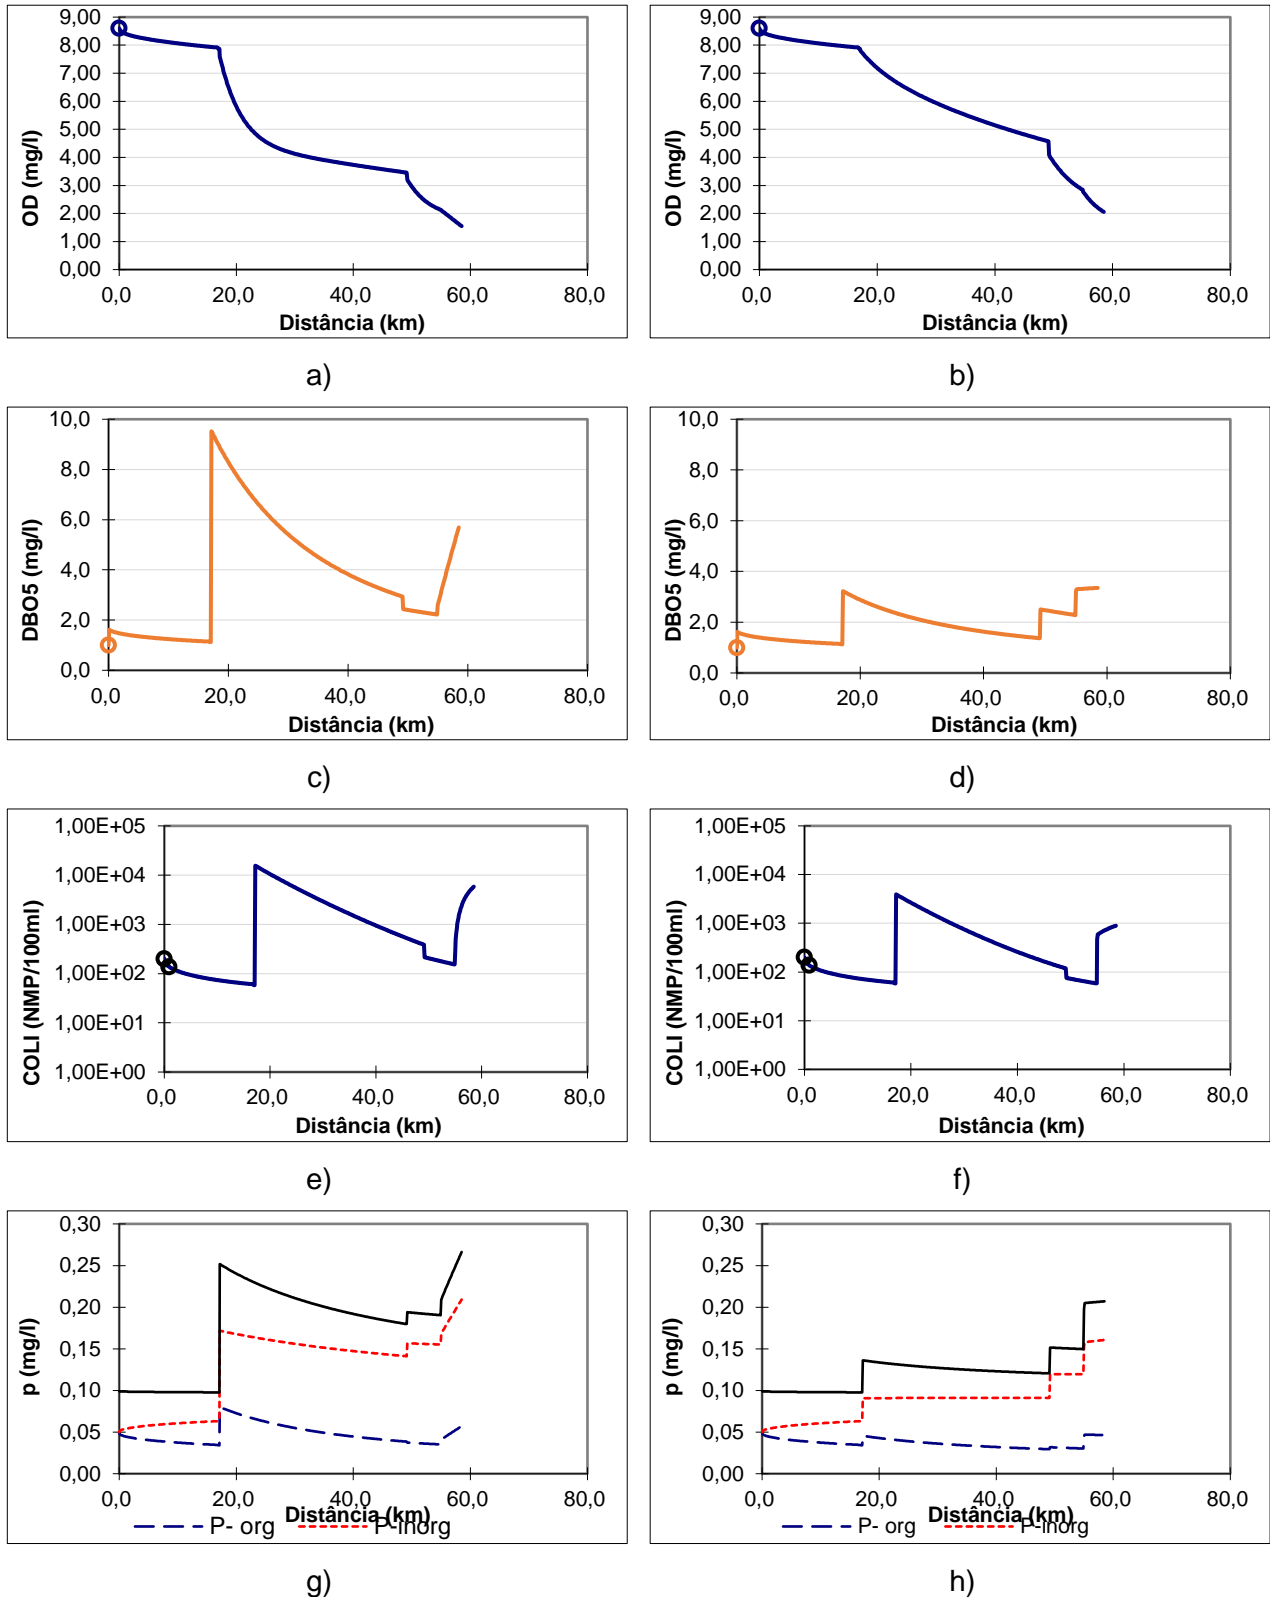 9,00
8,00
7,00
6,00
5,00
4,00
3,00
2,00
1,00
0,00
OD (mg/l)
0,0 20,0 40,0 60,0 80,0
Distância (km)
a)
9,00
8,00
7,00
6,00
5,00
4,00
3,00
2,00
1,00
0,00
OD (mg/l)
0,0 20,0 40,0 60,0 80,0
Distância (km)
b)
10,0
8,0
6,0
4,0
2,0
0,0
DBO5 (mg/l)
0,0 20,0 40,0 60,0 80,0
Distância (km)
c)
10,0
8,0
6,0
4,0
2,0
0,0
DBO5 (mg/l)
0,0 20,0 40,0 60,0 80,0
Distância (km)
d)
1,00E+05
1,00E+04
1,00E+03
1,00E+02
1,00E+01
1,00E+00
COLI (NMP/100ml)
0,0 20,0 40,0 60,0 80,0
Distância (km)
e)
1,00E+05
1,00E+04
1,00E+03
1,00E+02
1,00E+01
1,00E+00
COLI (NMP/100ml)
0,0 20,0 40,0 60,0 80,0
Distância (km)
f)
0,30
0,25
0,20
0,15
0,10
0,05
0,00
p (mg/l)
0,0 20,0 40,0 60,0 80,0
Distância (km)
P- org P-inorg
g)
0,30
0,25
0,20
0,15
0,10
0,05
0,00
p (mg/l)
0,0 20,0 40,0 60,0 80,0
Distância (km)
P- org P-inorg
h)